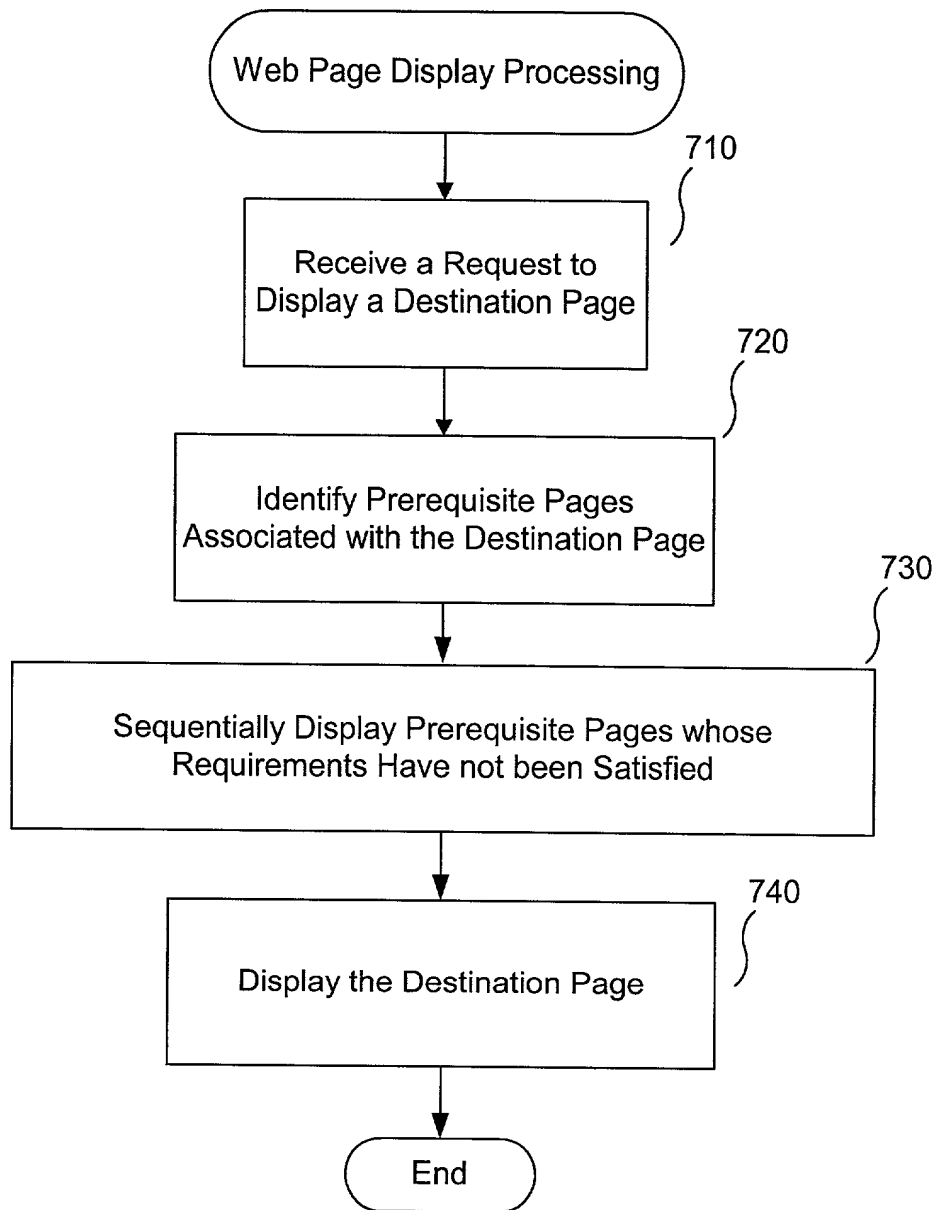 Web Page Display Processing
710
Receive a Request to
Display a Destination Page
720
Identify Prerequisite Pages
Associated with the Destination Page
730
Sequentially Display Prerequisite Pages whose
Requirements Have not been Satisfied
740
Display the Destination Page
End